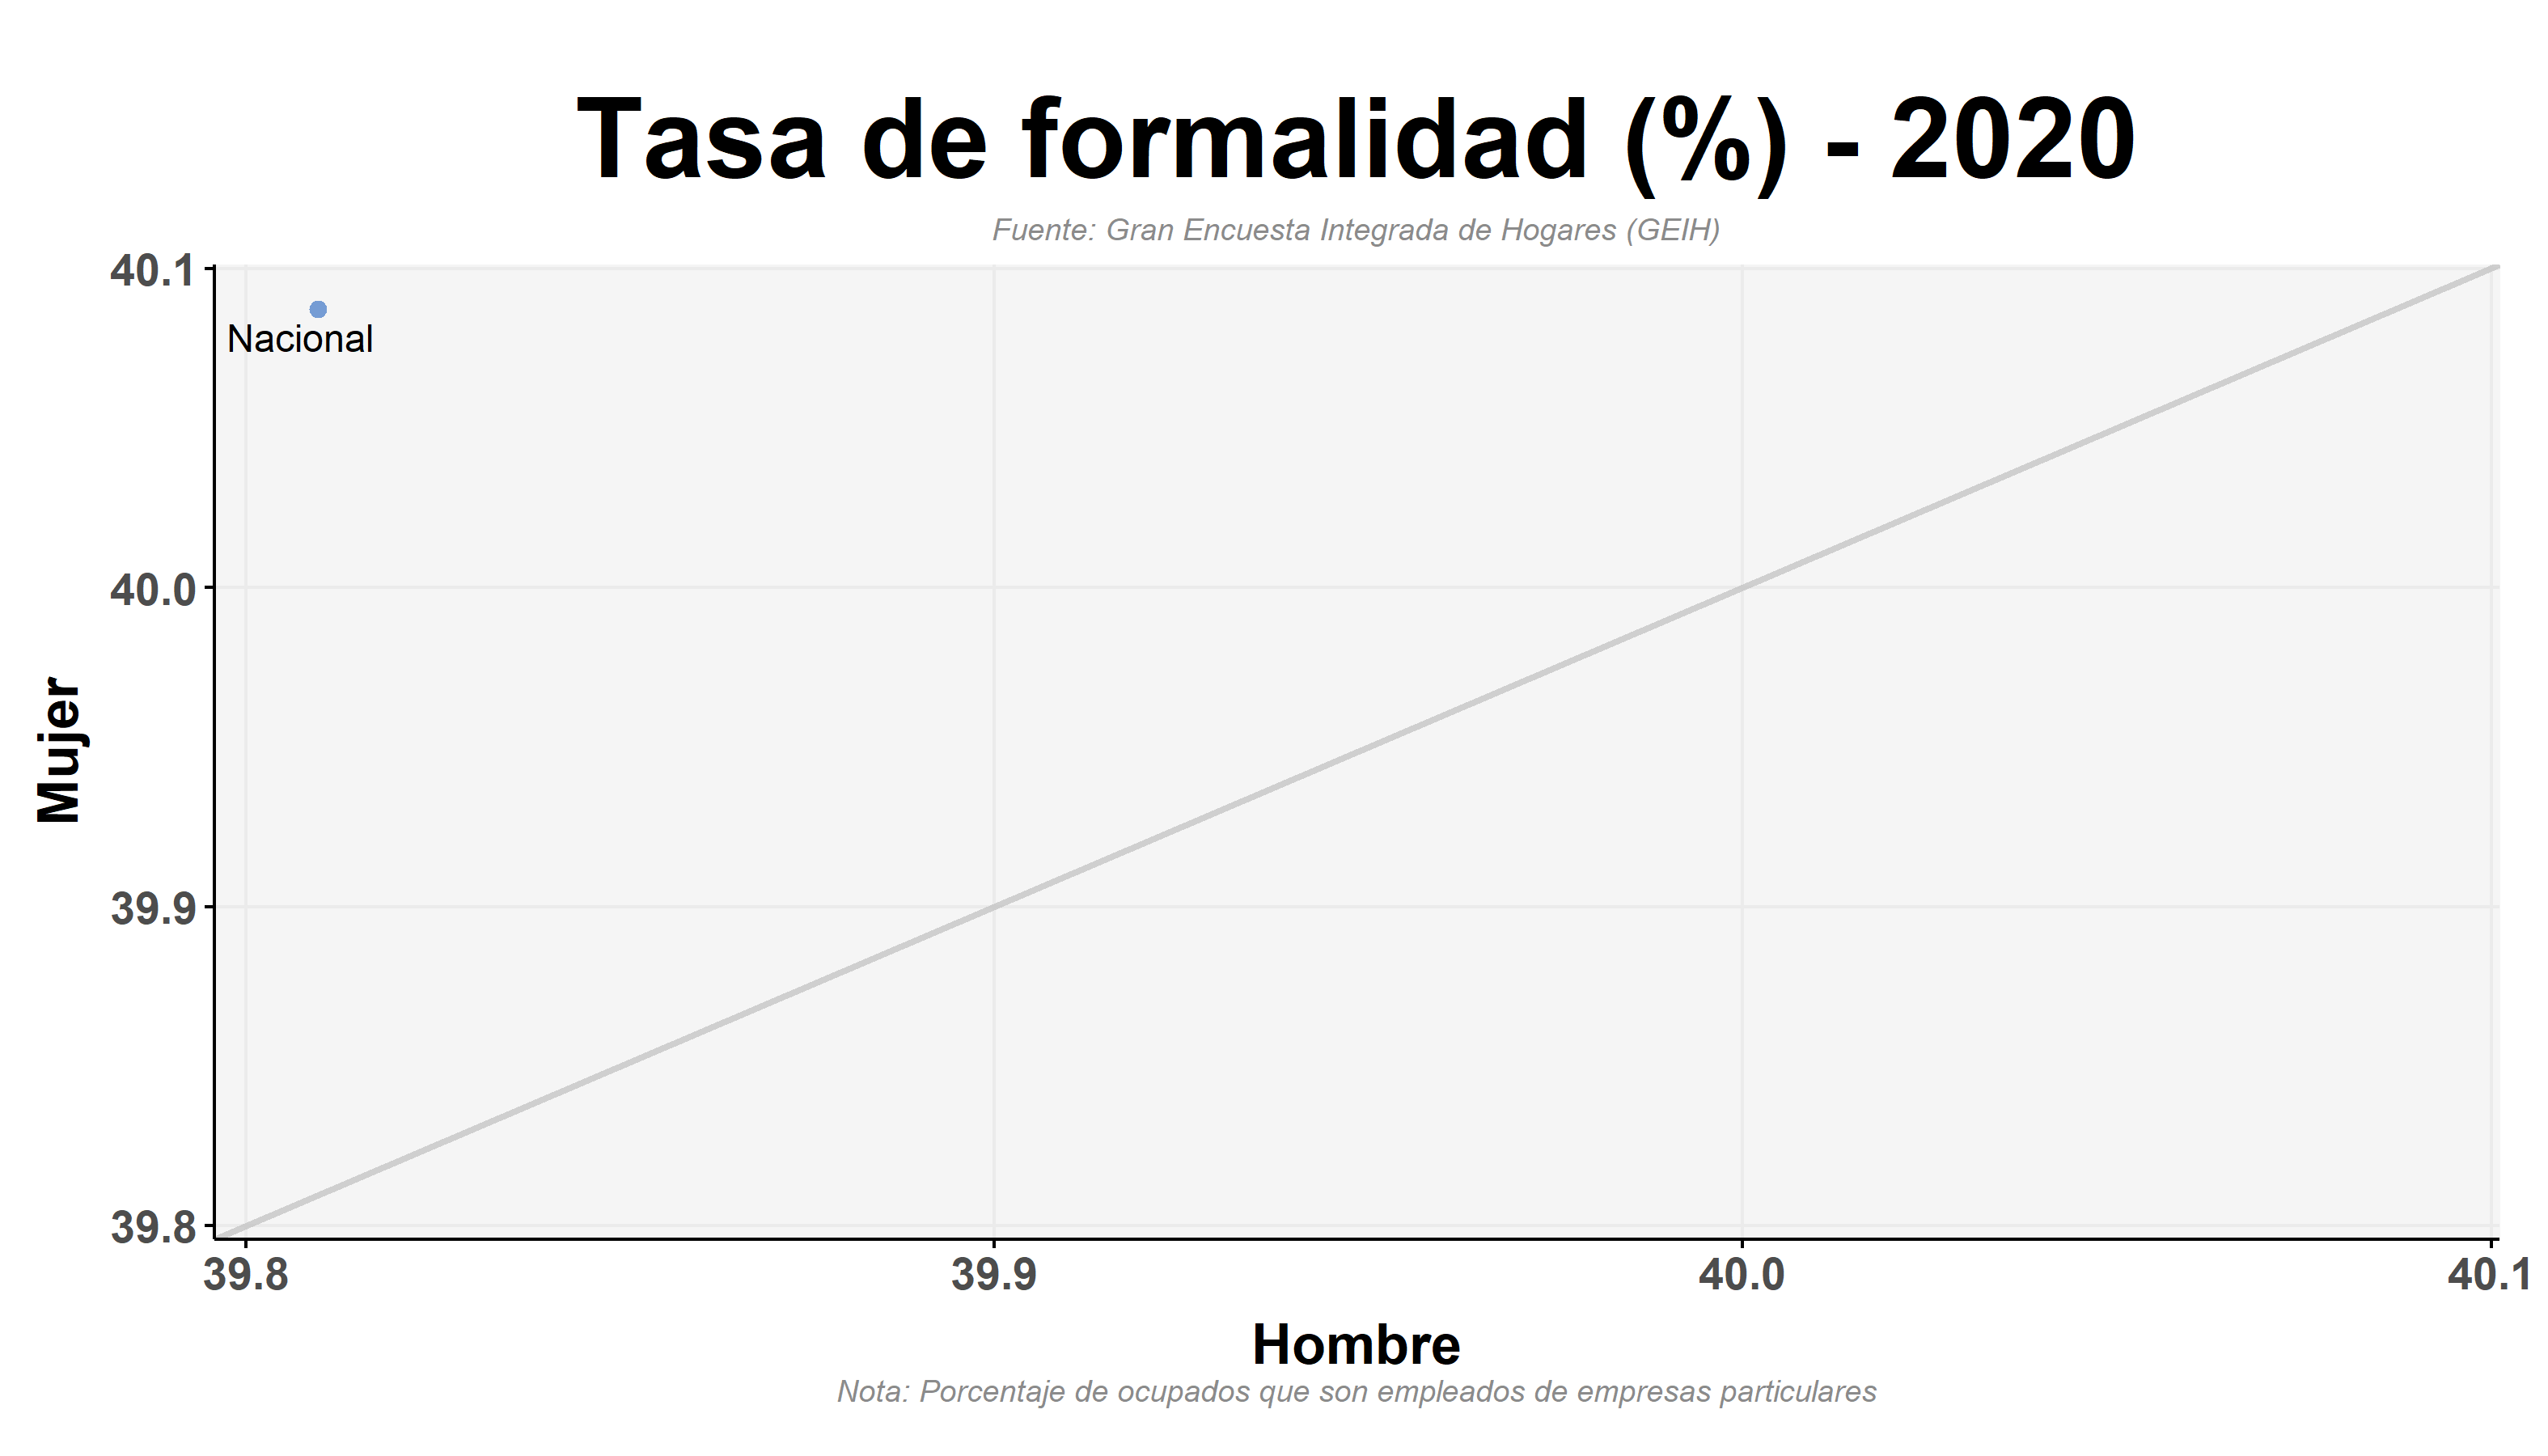 Tasa de formalidad (%) - 2020
Fuente: Gran Encuesta Integrada de Hogares (GEIH)
40.1
Nacional
40.0
Mujer
39.9
39.8
39.8 39.9 40.0 40.1
Hombre
Nota: Porcentaje de ocupados que son empleados de empresas particulares